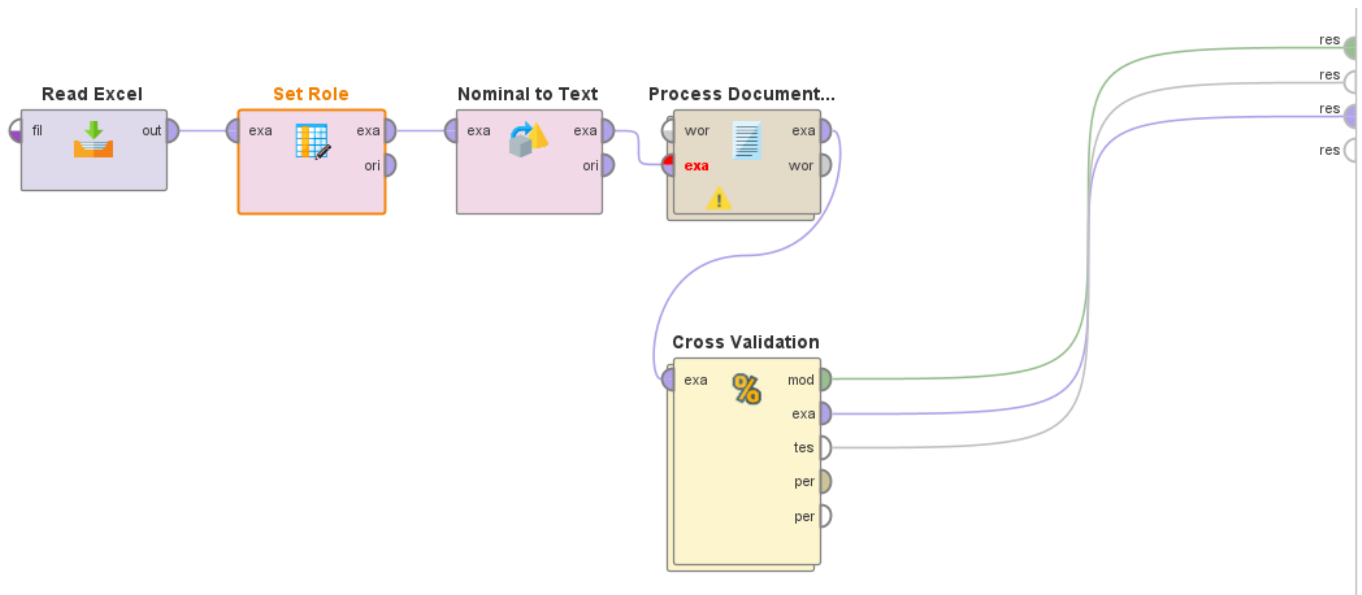 Read Excel
fil
out
Set Role
exa
exa
ori
Nominal to Text
exa
exa
ori
Process Document...
wor
exa
exa
wor
Cross Validation
exa
mod
exa
tes
per
per
res
res
res
res